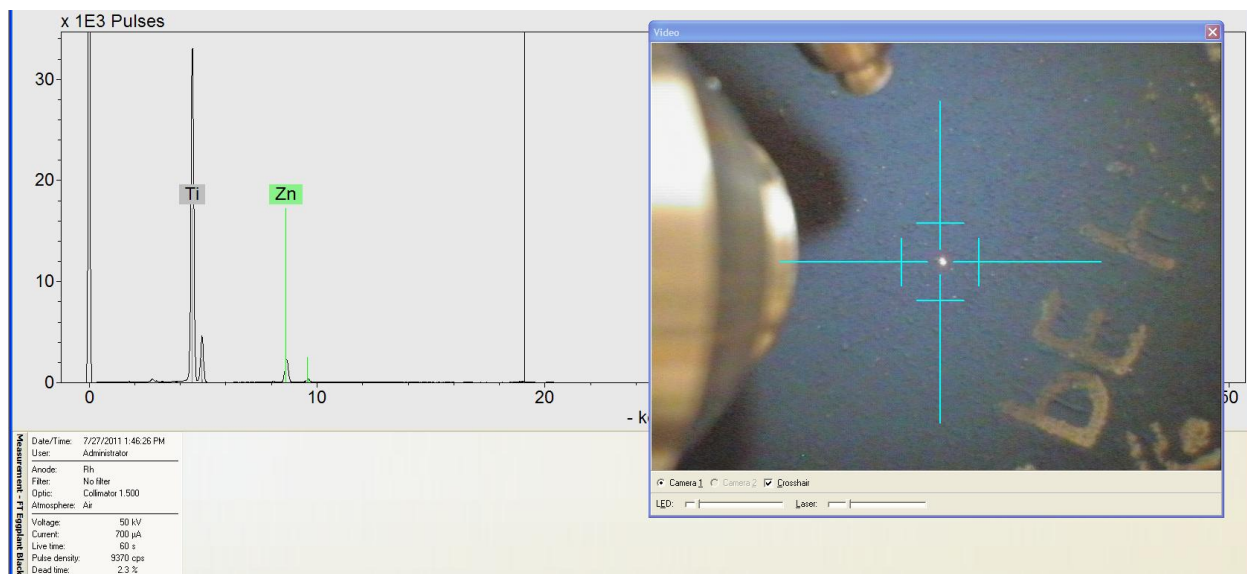 x 1E3 Pulses
30
20
10
0
0
10
20
50
- k
Ti
Zn
Measurement - FT Eggplant Black
Date/Time: 7/27/2011 1:46:26 PM
User: Administrator
Anode: Rh
Filter: No filter
Optic: Collimator 1.500
Atmosphere: Air
Voltage: 50 kV
Current: 700 µA
Live time: 60 s
Pulse density: 9370 cps
Dead time: 2.3 %
Video
Camera 1 Camera 2 Crosshair
LED: Laser: